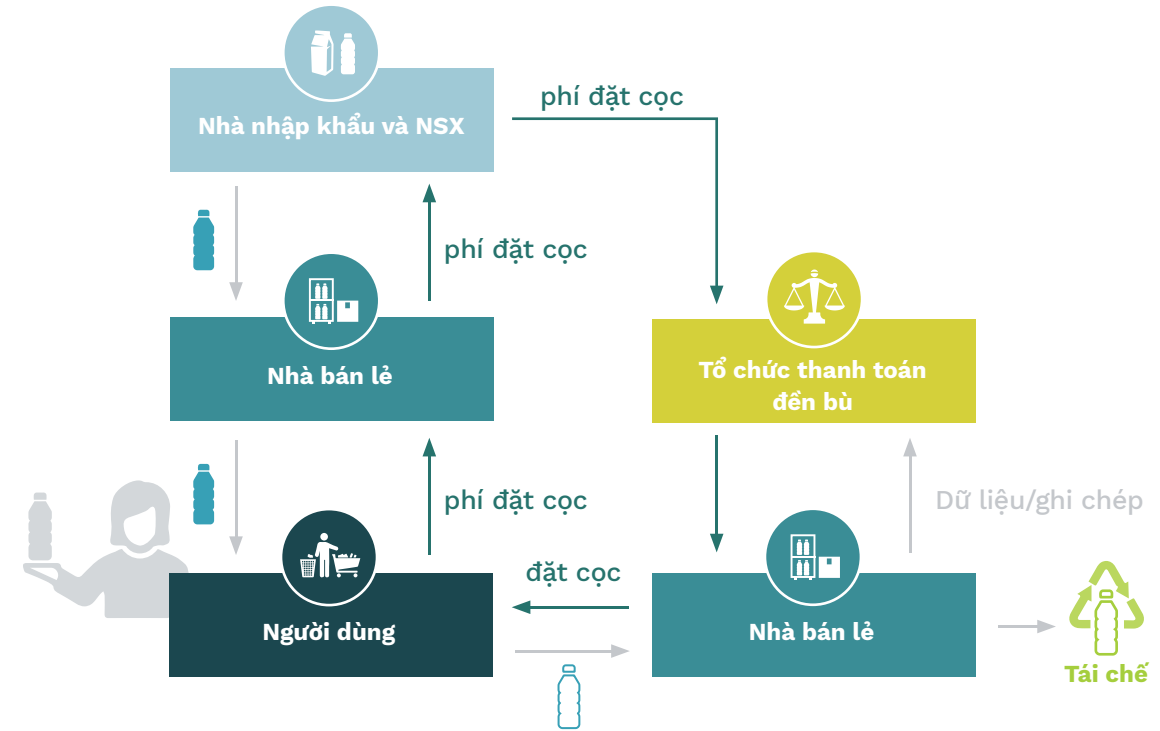 phí đặt cọc
Nhà nhập khẩu và NSX
phí đặt cọc
Nhà bán lẻ
Tổ chức thanh toán
đền bù
phí đặt cọc
Dữ liệu/ghi chép
đặt cọc
Người dùng
Nhà bán lẻ
Tái chế